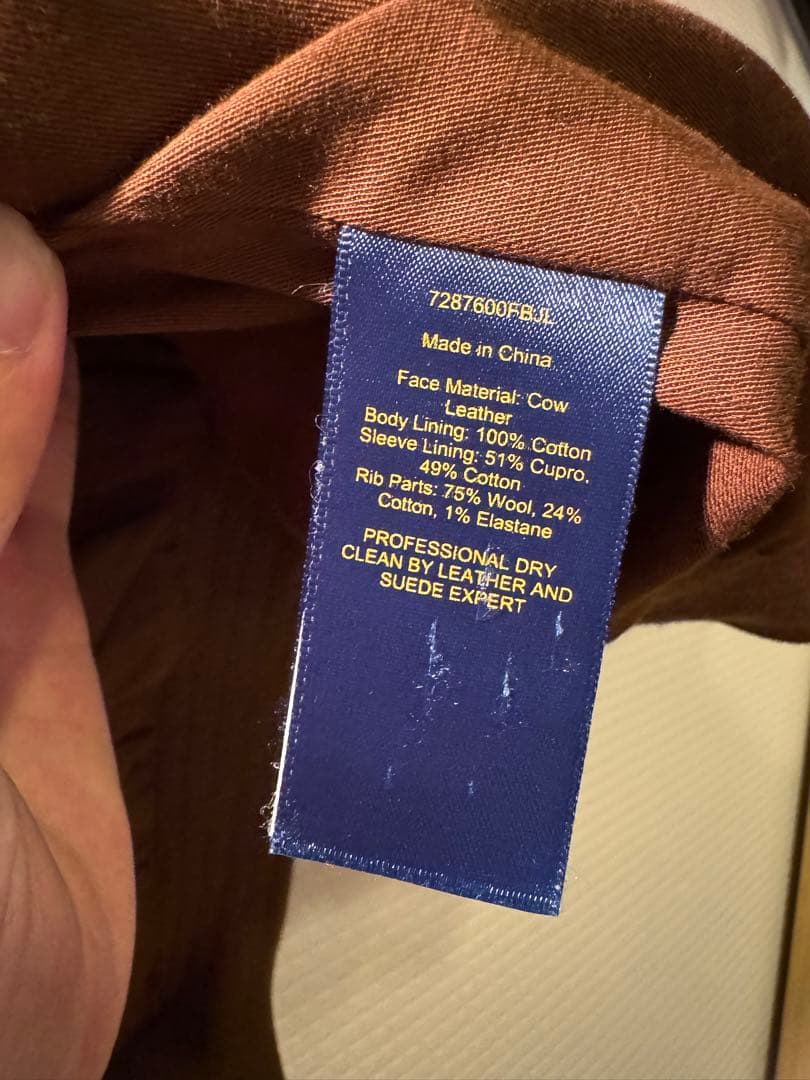 7287600FBJL
Made in China
Face Material: Cow
Leather
Body Lining: 100% Cotton
Sleeve Lining: 51% Cupro.
49% Cotton
Rib Parts: 75% Wool, 24%
Cotton, 1% Elastane
PROFESSIONAL DRY
CLEAN BY LEATHER AND
SUEDE EXPERT